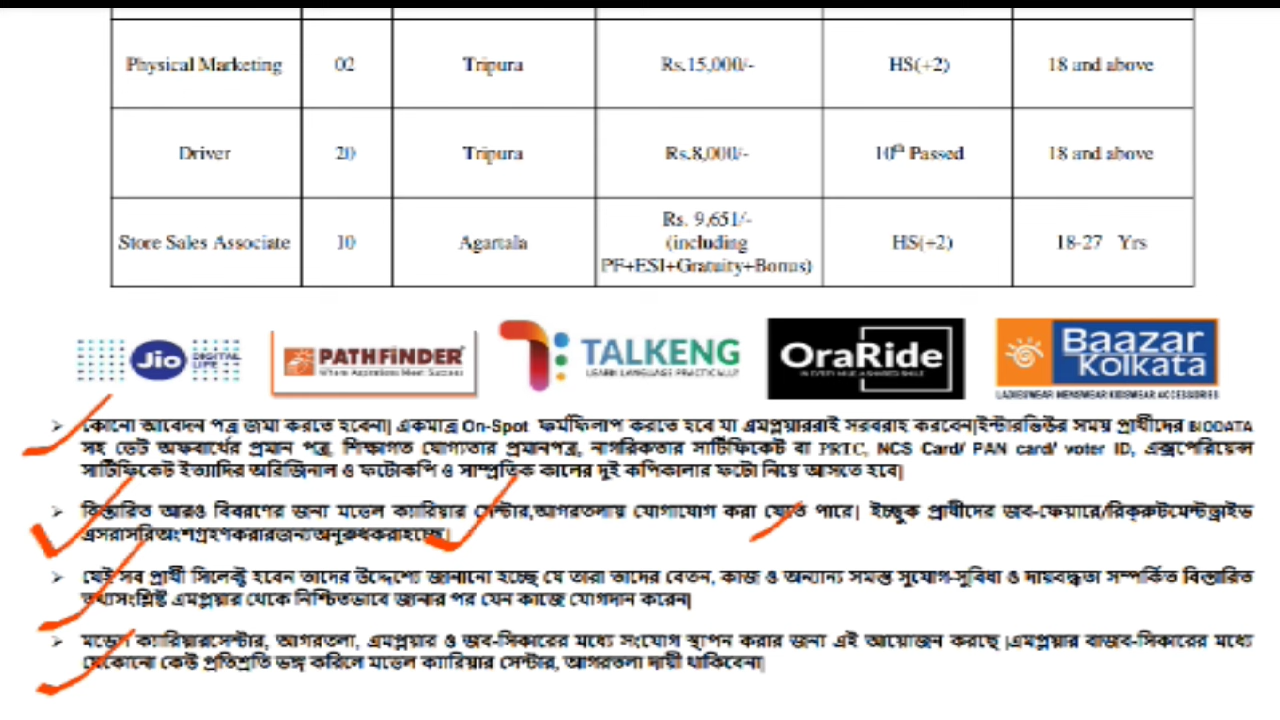 Physical Marketing 02 Tripura Rs.15,000/- HS(+2) 18 and above
Driver 20 Tripura Rs.8,000/- 10th Passed 18 and above
Store Sales Associate 10 Agartala Rs. 9,651/- (including PF+ESI+Gratuity+Bonus) HS(+2) 18-27 Yrs
Jio DIGITAL LIFE
PATHFiNDER
Where Aspirations Meet Success
TALKENG
LEARN LANGUAGE PRACTICALLY
OraRide
Baazar Kolkata
LADIESWEAR MENSWEAR KIDSWEAR ACCESSORIES
➢ কোনো আবেদন পত্র জমা করতে হবেনা| একমাত্র On-Spot ফর্মফিলাপ করতে হবে যা এমপ্লয়াররাই সরবরাহ করবেন|ইন্টারভিউর সময় প্রার্থীদের BIODATA
সহ ডেট অফবার্থের প্রমান পত্র, শিক্ষাগত যোগ্যতার প্রমানপত্র, নাগরিকতার সার্টিফিকেট বা PRTC, NCS Card/ PAN card/ voter ID, এক্সপেরিয়েন্স
সার্টিফিকেট ইত্যাদির অরিজিনাল ও ফটোকপি ও সাম্প্রতিক কালের দুই কপিকালার ফটো নিয়ে আসতে হবে|
➢ বিস্তারিত আরও বিবরণের জন্য মডেল ক্যারিয়ার সেন্টার,আগরতলায় যোগাযোগ করা যেতে পারে| ইচ্ছুক প্রার্থীদের জব-ফেয়ারে/রিক্রুটমেন্টড্রাইভ
এসরাসরিঅংশগ্রহণকরারজন্যঅনুরুধকরাহচ্ছে|
➢ যেই সব প্রার্থী সিলেক্ট হবেন তাদের উদ্দেশ্যে জানানো হচ্ছে যে তারা তাদের বেতন, কাজ ও অন্যান্য সমস্ত সুযোগ-সুবিধা ও দায়বদ্ধতা সম্পর্কিত বিস্তারিত
তথ্যসংশ্লিষ্ট এমপ্লয়ার থেকে নিশ্চিতভাবে জানার পর যেন কাজে যোগদান করেন|
➢ মডেল ক্যারিয়ারসেন্টার, আগরতলা, এমপ্লয়ার ও জব-সিকারের মধ্যে সংযোগ স্থাপন করার জন্য এই আয়োজন করছে |এমপ্লয়ার বাজব-সিকারের মধ্যে
যেকোনো কেউ প্রতিশ্রুতি ভঙ্গ করিলে মডেল ক্যারিয়ার সেন্টার, আগরতলা দায়ী থাকিবেনা|